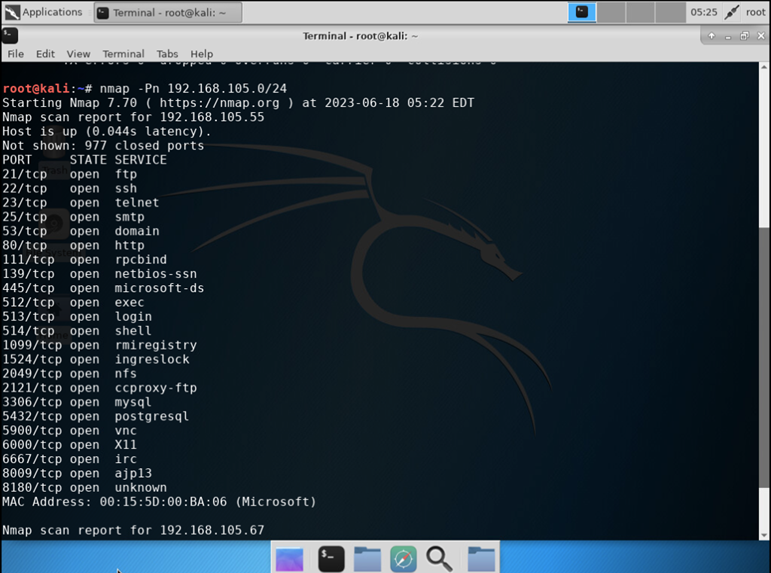 Applications
Terminal - root@kali: ~
05:25
root
Terminal - root@kali: ~
File Edit View Terminal Tabs Help
root@kali:~# nmap -Pn 192.168.105.0/24
Starting Nmap 7.70 ( https://nmap.org ) at 2023-06-18 05:22 EDT
Nmap scan report for 192.168.105.55
Host is up (0.044s latency).
Not shown: 977 closed ports
PORT     STATE SERVICE
21/tcp   open  ftp
22/tcp   open  ssh
23/tcp   open  telnet
25/tcp   open  smtp
53/tcp   open  domain
80/tcp   open  http
111/tcp  open  rpcbind
139/tcp  open  netbios-ssn
445/tcp  open  microsoft-ds
512/tcp  open  exec
513/tcp  open  login
514/tcp  open  shell
1099/tcp open  rmiregistry
1524/tcp open  ingreslock
2049/tcp open  nfs
2121/tcp open  ccproxy-ftp
3306/tcp open  mysql
5432/tcp open  postgresql
5900/tcp open  vnc
6000/tcp open  X11
6667/tcp open  irc
8009/tcp open  ajp13
8180/tcp open  unknown
MAC Address: 00:15:5D:00:BA:06 (Microsoft)
Nmap scan report for 192.168.105.67